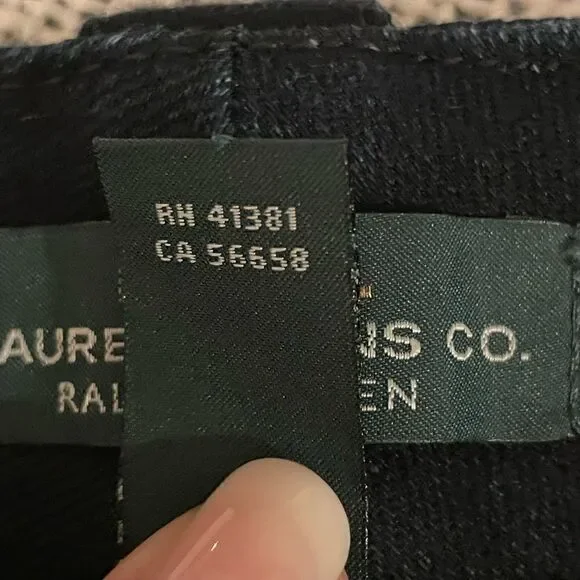 RN 41381
CA 56658
AURE NS CO.
RAL EN